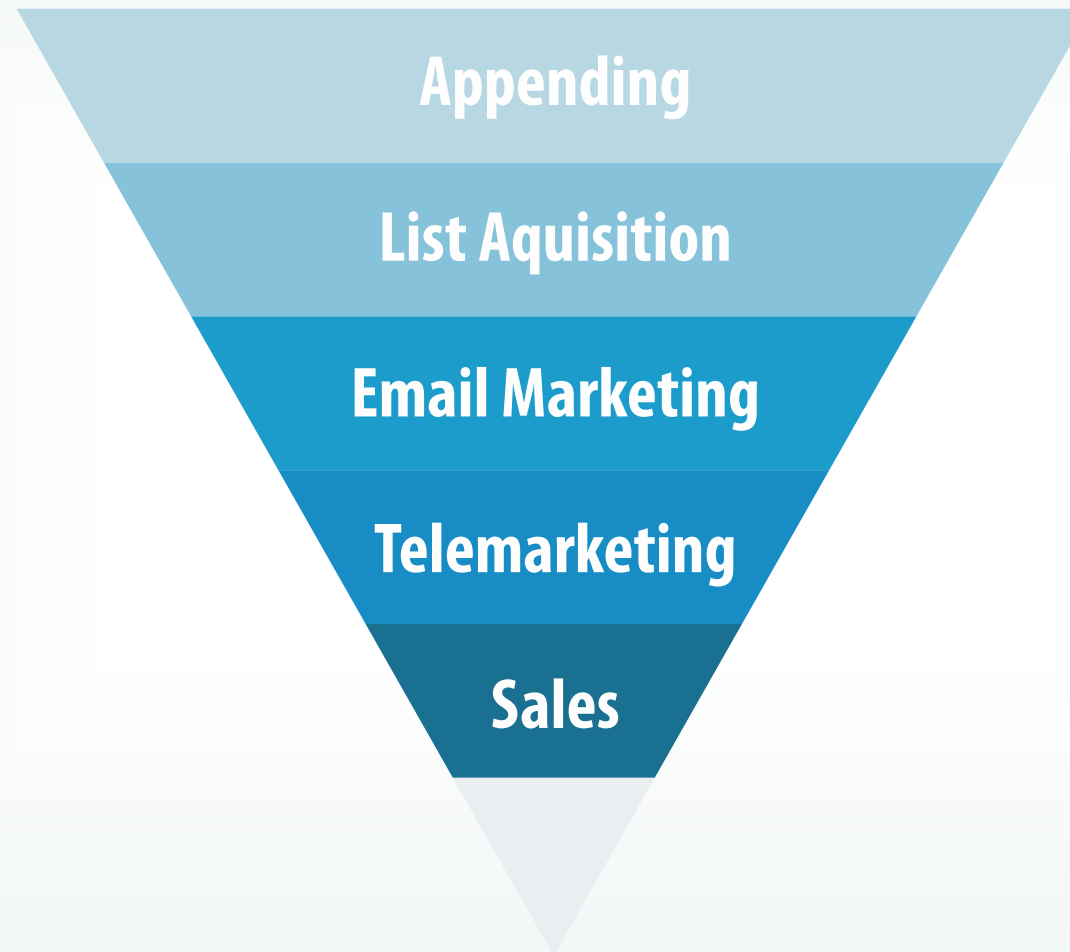 Appending
List Aquisition
Email Marketing
Telemarketing
Sales